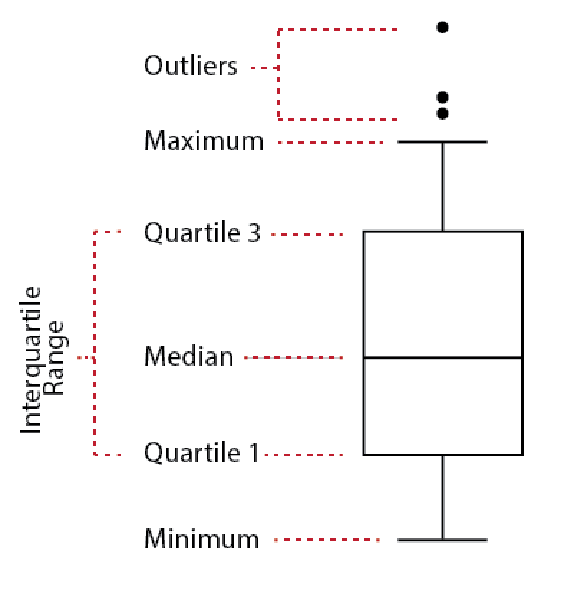 Outliers
Maximum
Quartile 3
Interquartile
Range
Median
Quartile 1
Minimum